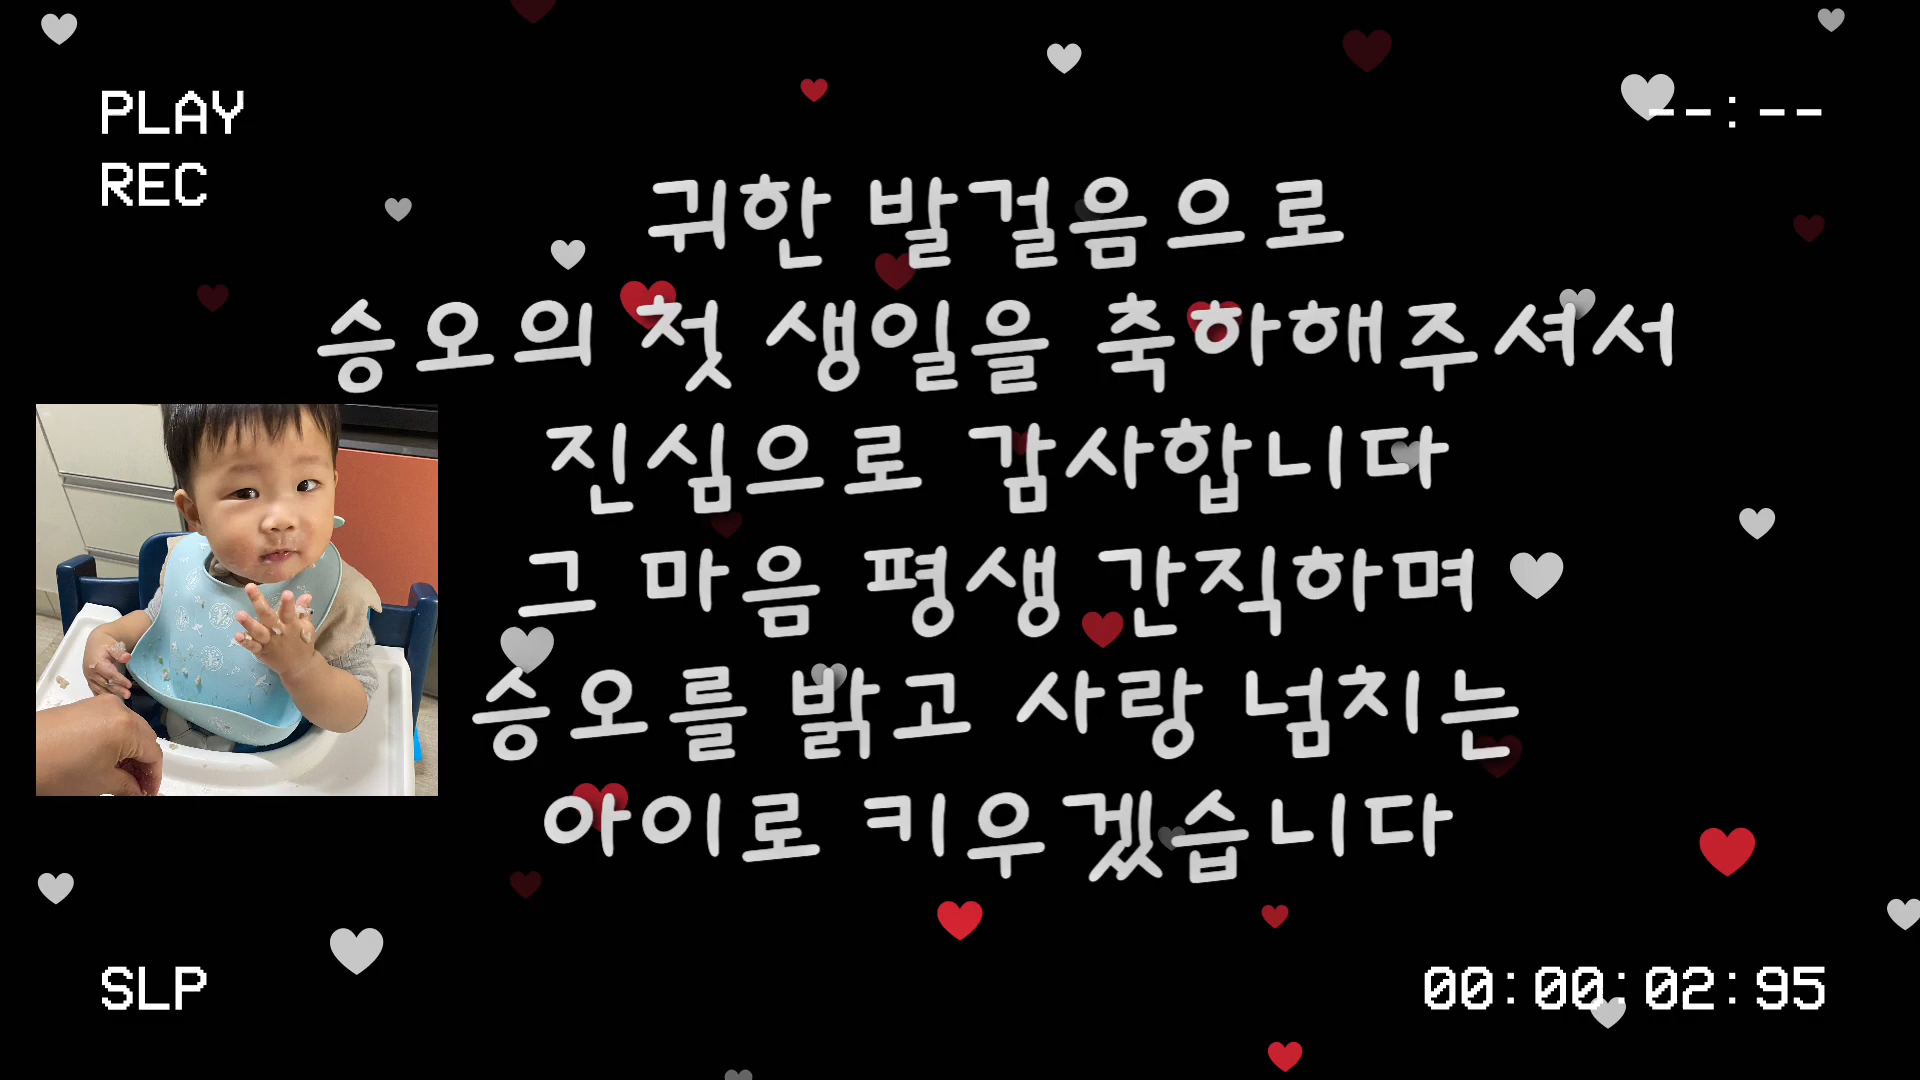 PLAY
--:--
REC
귀한 발걸음으로
승오의 첫 생일을 축하해주셔서
진심으로 감사합니다
그 마음 평생 간직하며
승오를 밝고 사랑 넘치는
아이로 키우겠습니다
SLP
00:00:02:95